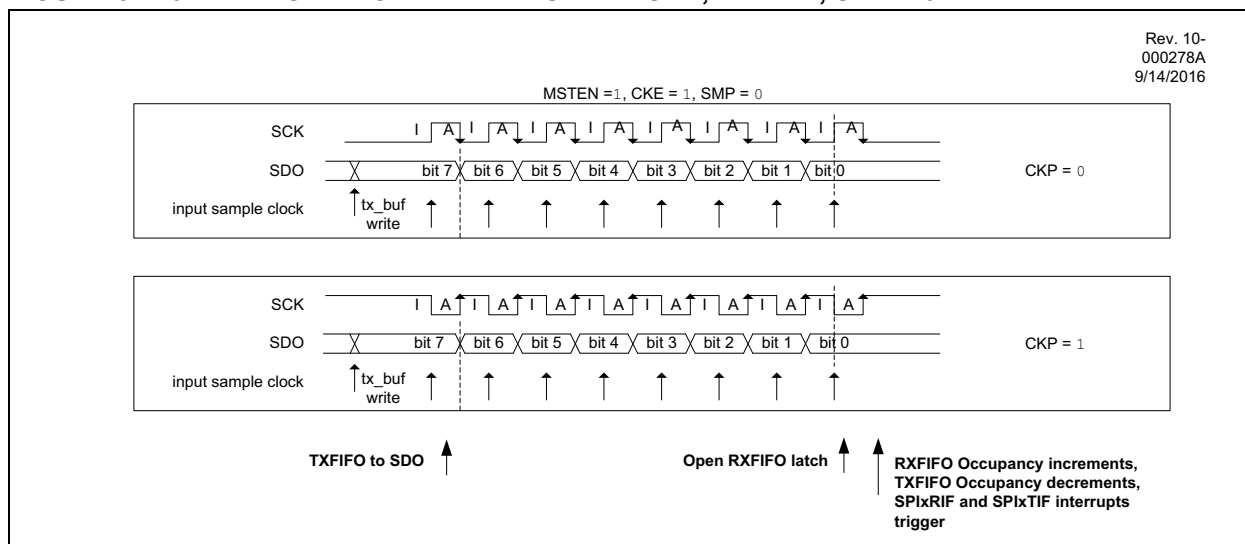 Rev. 10-
000278A
9/14/2016
MSTEN =1, CKE = 1, SMP = 0
SCK I A I A I A I A I A I A I A I A
SDO bit 7 bit 6 bit 5 bit 4 bit 3 bit 2 bit 1 bit 0 CKP = 0
input sample clock tx_buf
write
SCK I A I A I A I A I A I A I A I A
SDO bit 7 bit 6 bit 5 bit 4 bit 3 bit 2 bit 1 bit 0 CKP = 1
input sample clock tx_buf
write
TXFIFO to SDO Open RXFIFO latch RXFIFO Occupancy increments,
TXFIFO Occupancy decrements,
SPIxRIF and SPIxTIF interrupts
trigger